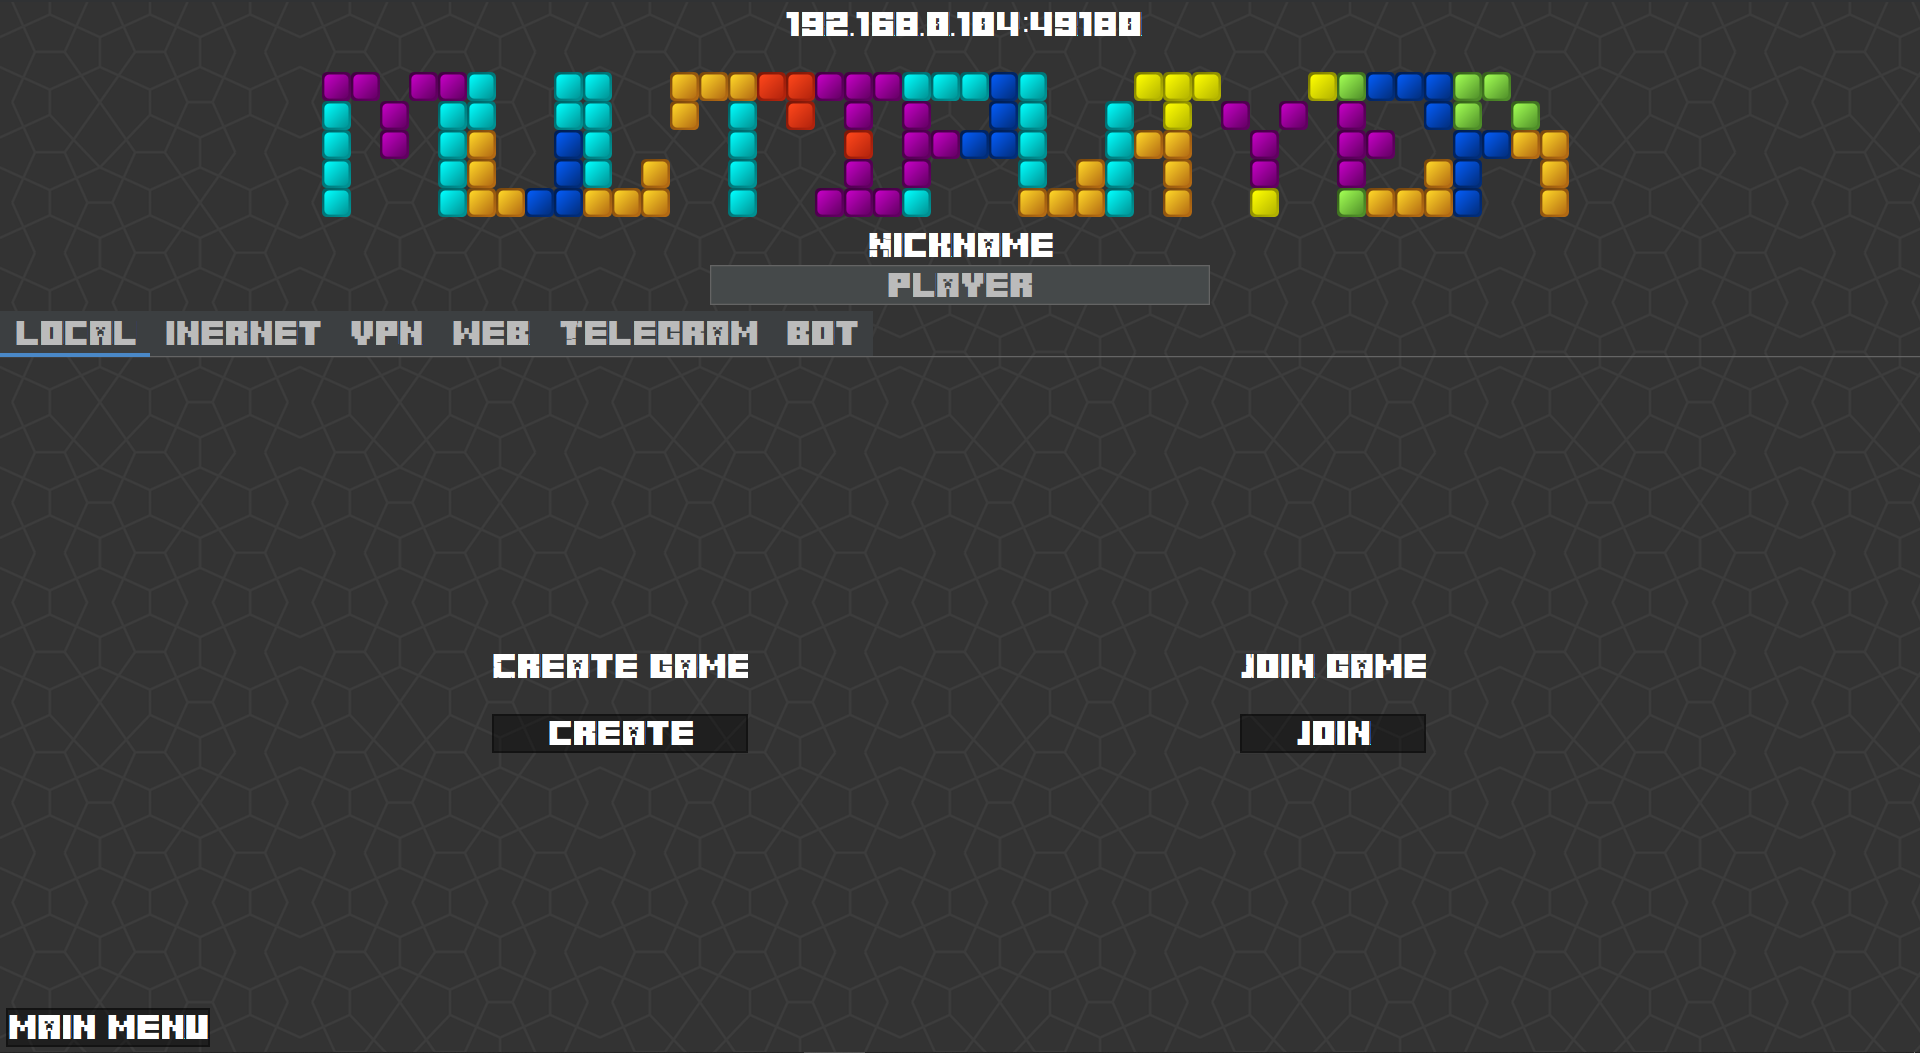 192.168.0.104:49180
MULTIPLAYER
NICKNAME
PLAYER
LOCAL INERNET VPN WEB TELEGRAM BOT
CREATE GAME JOIN GAME
CREATE JOIN
MAIN MENU